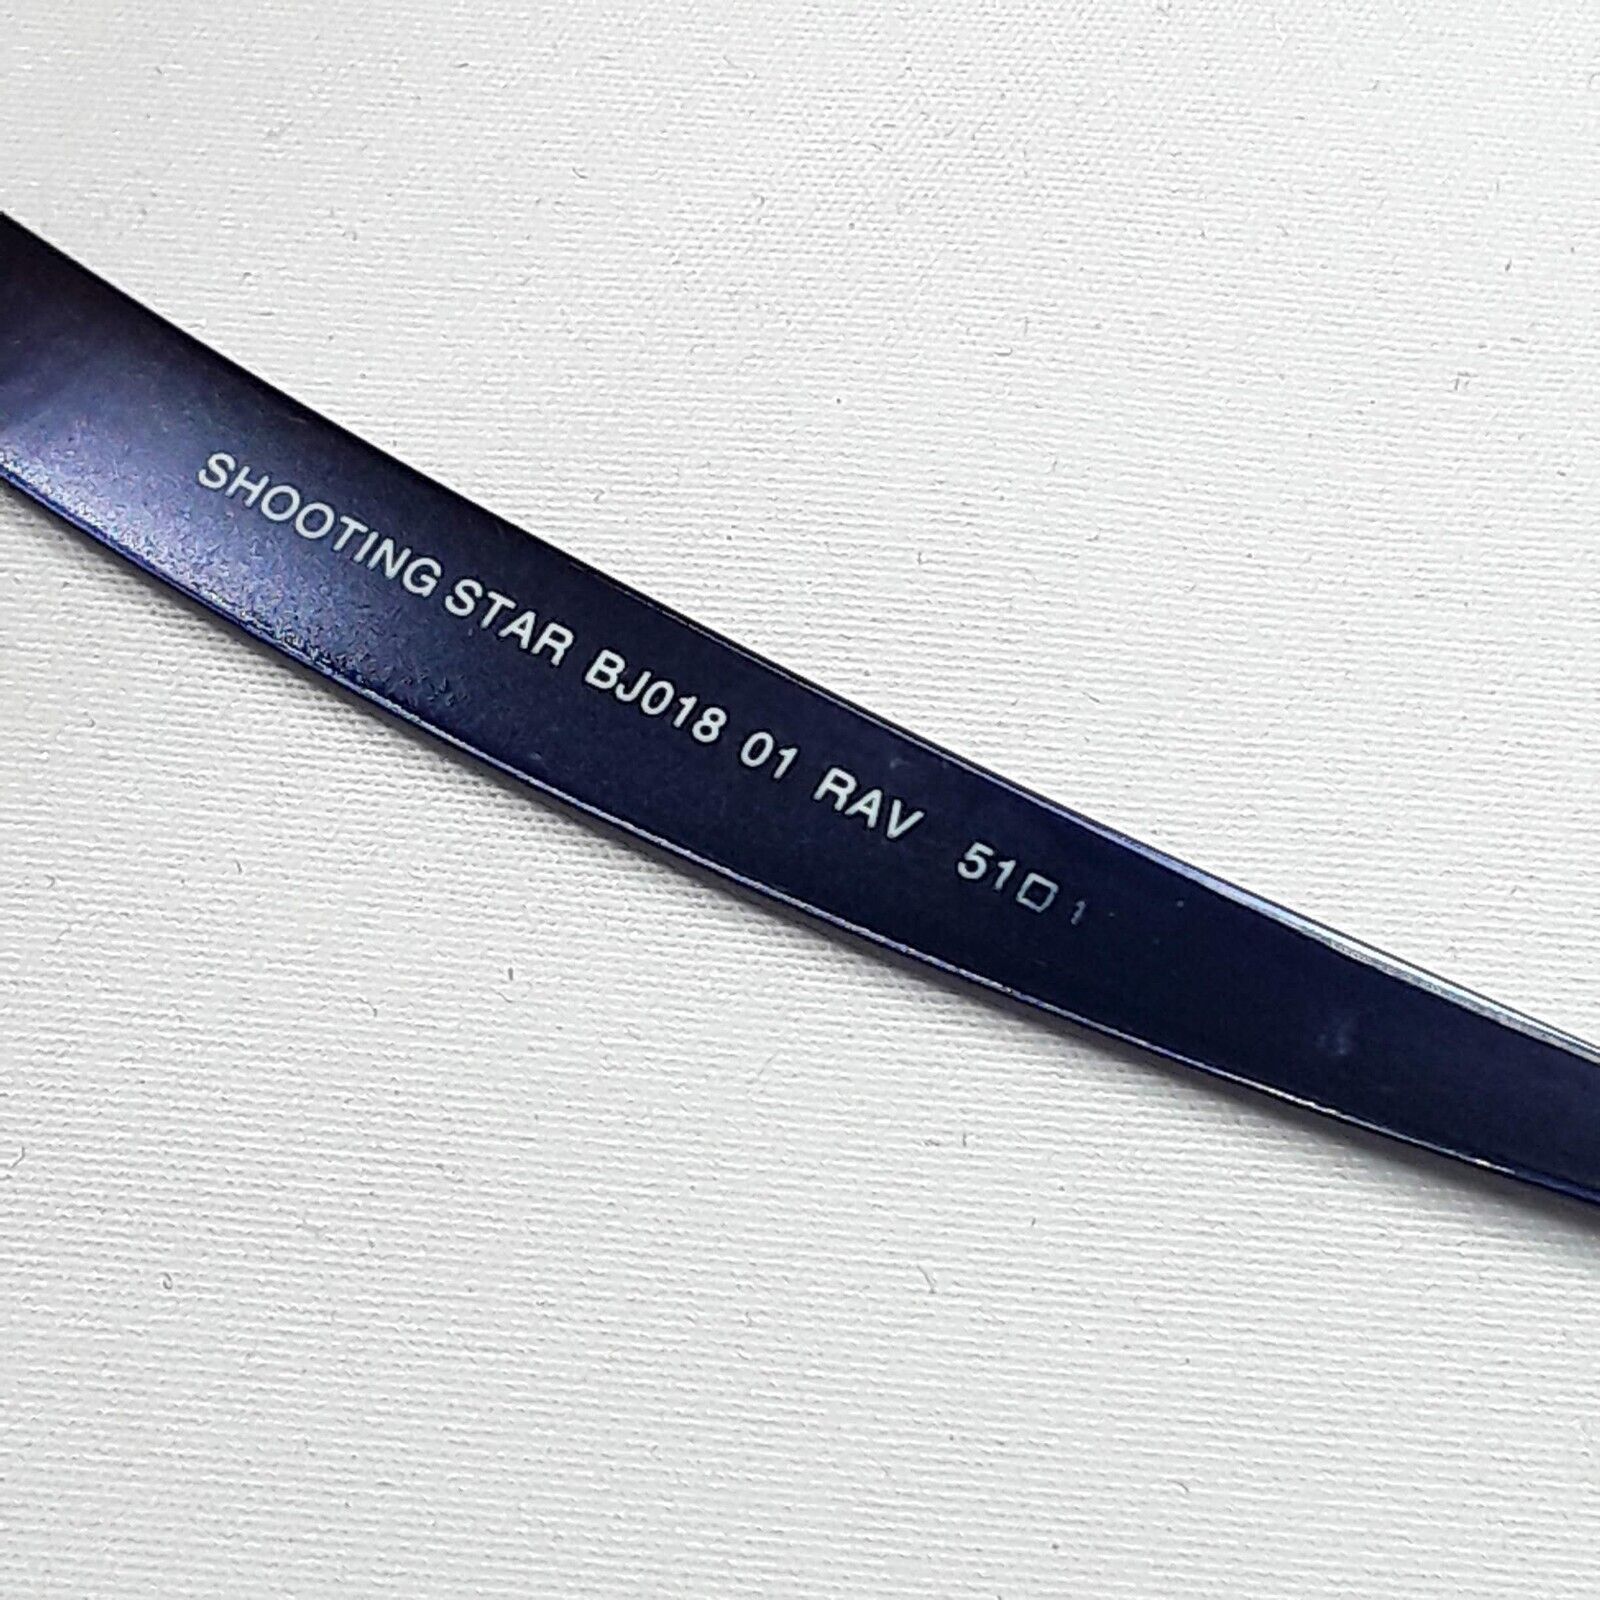 SHOOTING STAR BJ018 01 RAV 51□1